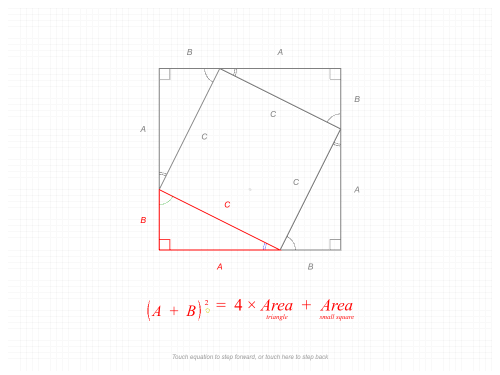 B A
B
C
A
C
C
A
C
B
A B
(A + B)² = 4 × Area + Area
triangle small square
Touch equation to step forward, or touch here to step back